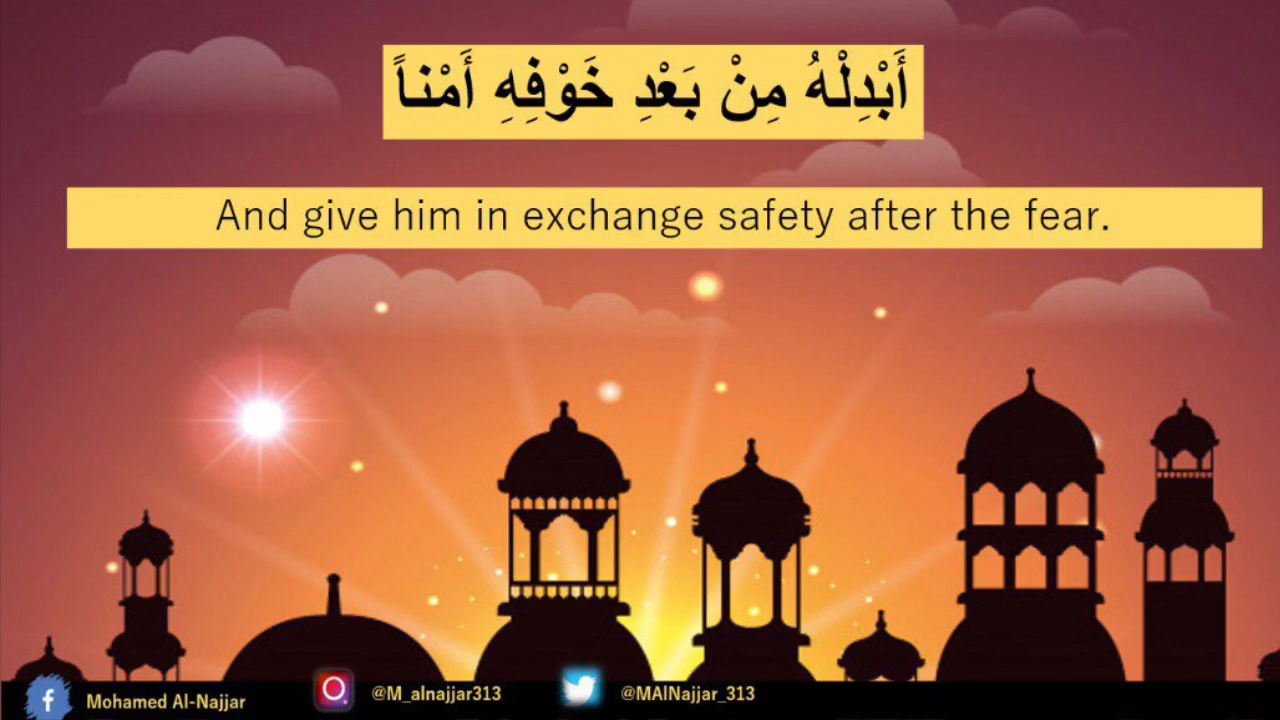 أَبْدِلْهُ مِنْ بَعْدِ خَوْفِهِ أَمْناً
And give him in exchange safety after the fear.
Mohamed Al-Najjar
@M_alnajjar313
@MAlNajjar_313